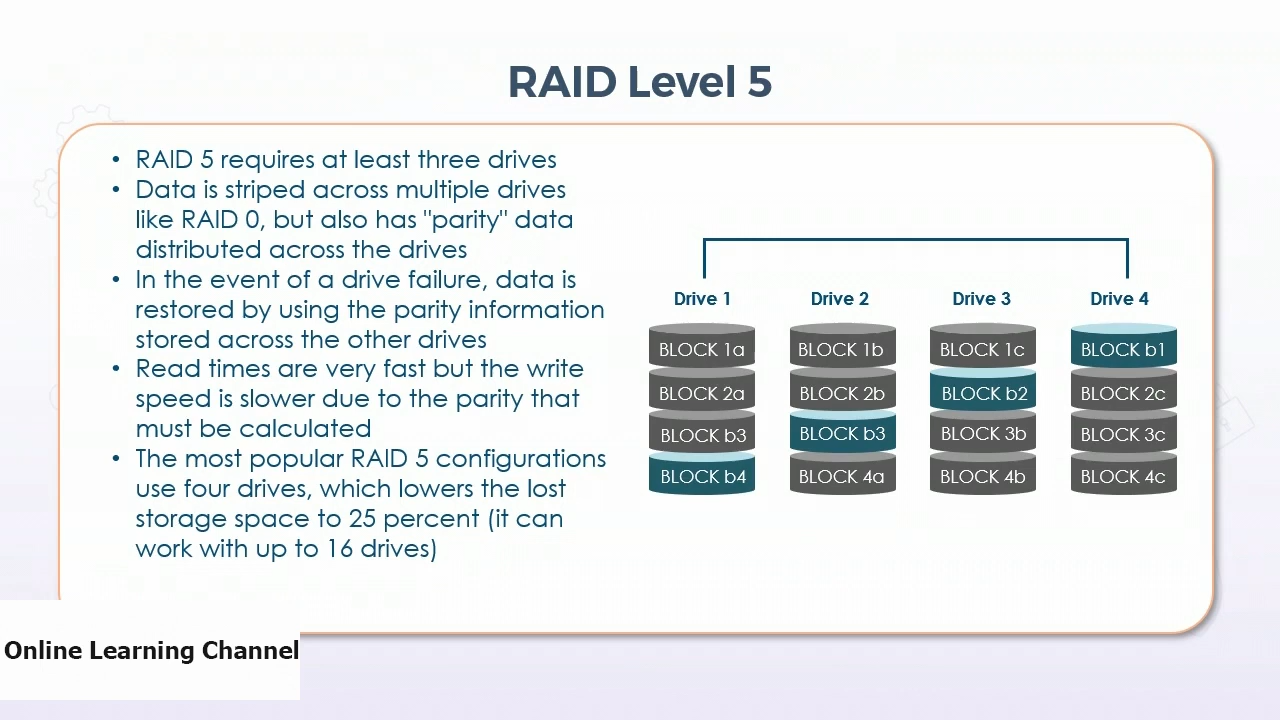 RAID Level 5
• RAID 5 requires at least three drives
• Data is striped across multiple drives
like RAID 0, but also has "parity" data
distributed across the drives
• In the event of a drive failure, data is
restored by using the parity information
stored across the other drives
• Read times are very fast but the write
speed is slower due to the parity that
must be calculated
• The most popular RAID 5 configurations
use four drives, which lowers the lost
storage space to 25 percent (it can
work with up to 16 drives)
Drive 1 Drive 2 Drive 3 Drive 4
BLOCK 1a BLOCK 1b BLOCK 1c BLOCK b1
BLOCK 2a BLOCK 2b BLOCK b2 BLOCK 2c
BLOCK b3 BLOCK b3 BLOCK 3b BLOCK 3c
BLOCK b4 BLOCK 4a BLOCK 4b BLOCK 4c
Online Learning Channel